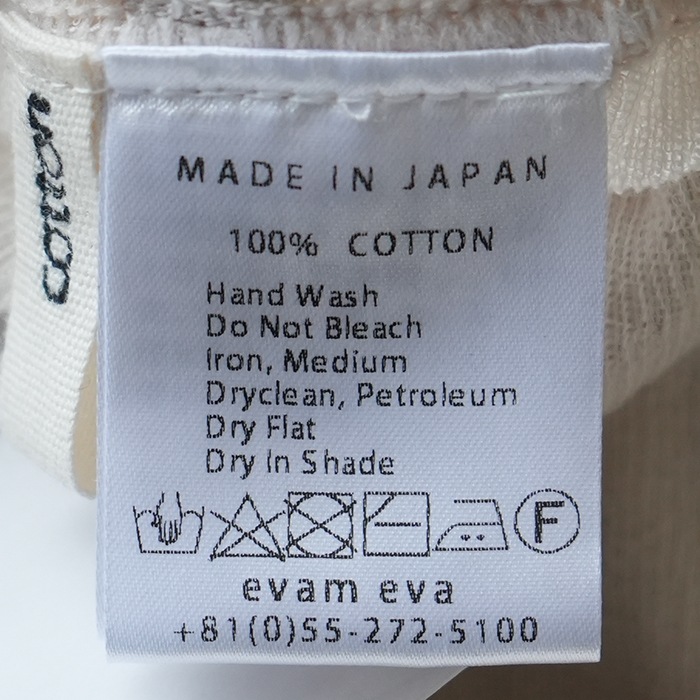 MADE IN JAPAN
100% COTTON
Hand Wash
Do Not Bleach
Iron, Medium
Dryclean, Petroleum
Dry Flat
Dry In Shade
F
evam eva
+81(0)55-272-5100